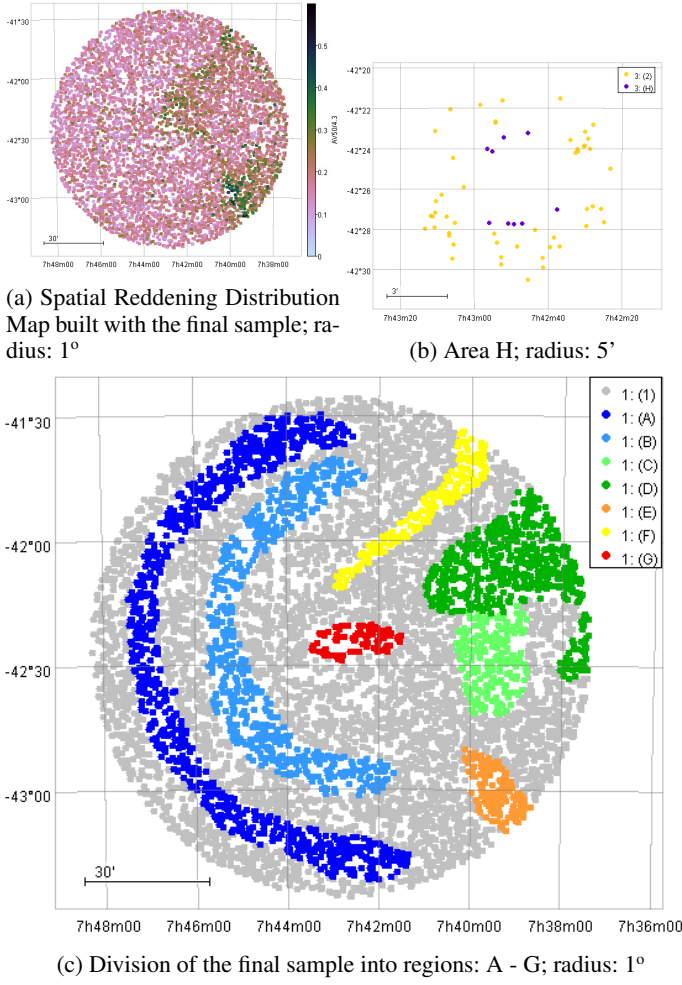 -41°30
-42°00
-42°30
-43°00
30'
7h48m00 7h46m00 7h44m00 7h42m00 7h40m00 7h38m00
0.5
0.4
0.3
0.2
0.1
0
AV50/4.3
(a) Spatial Reddening Distribution
Map built with the final sample; ra-
dius: 1º
3: (2)
3: (H)
-42°20
-42°22
-42°24
-42°26
-42°28
-42°30
3'
7h43m20 7h43m00 7h42m40 7h42m20
(b) Area H; radius: 5’
1: (1)
1: (A)
1: (B)
1: (C)
1: (D)
1: (E)
1: (F)
1: (G)
-41°30
-42°00
-42°30
-43°00
30'
7h48m00 7h46m00 7h44m00 7h42m00 7h40m00 7h38m00 7h36m00
(c) Division of the final sample into regions: A - G; radius: 1º